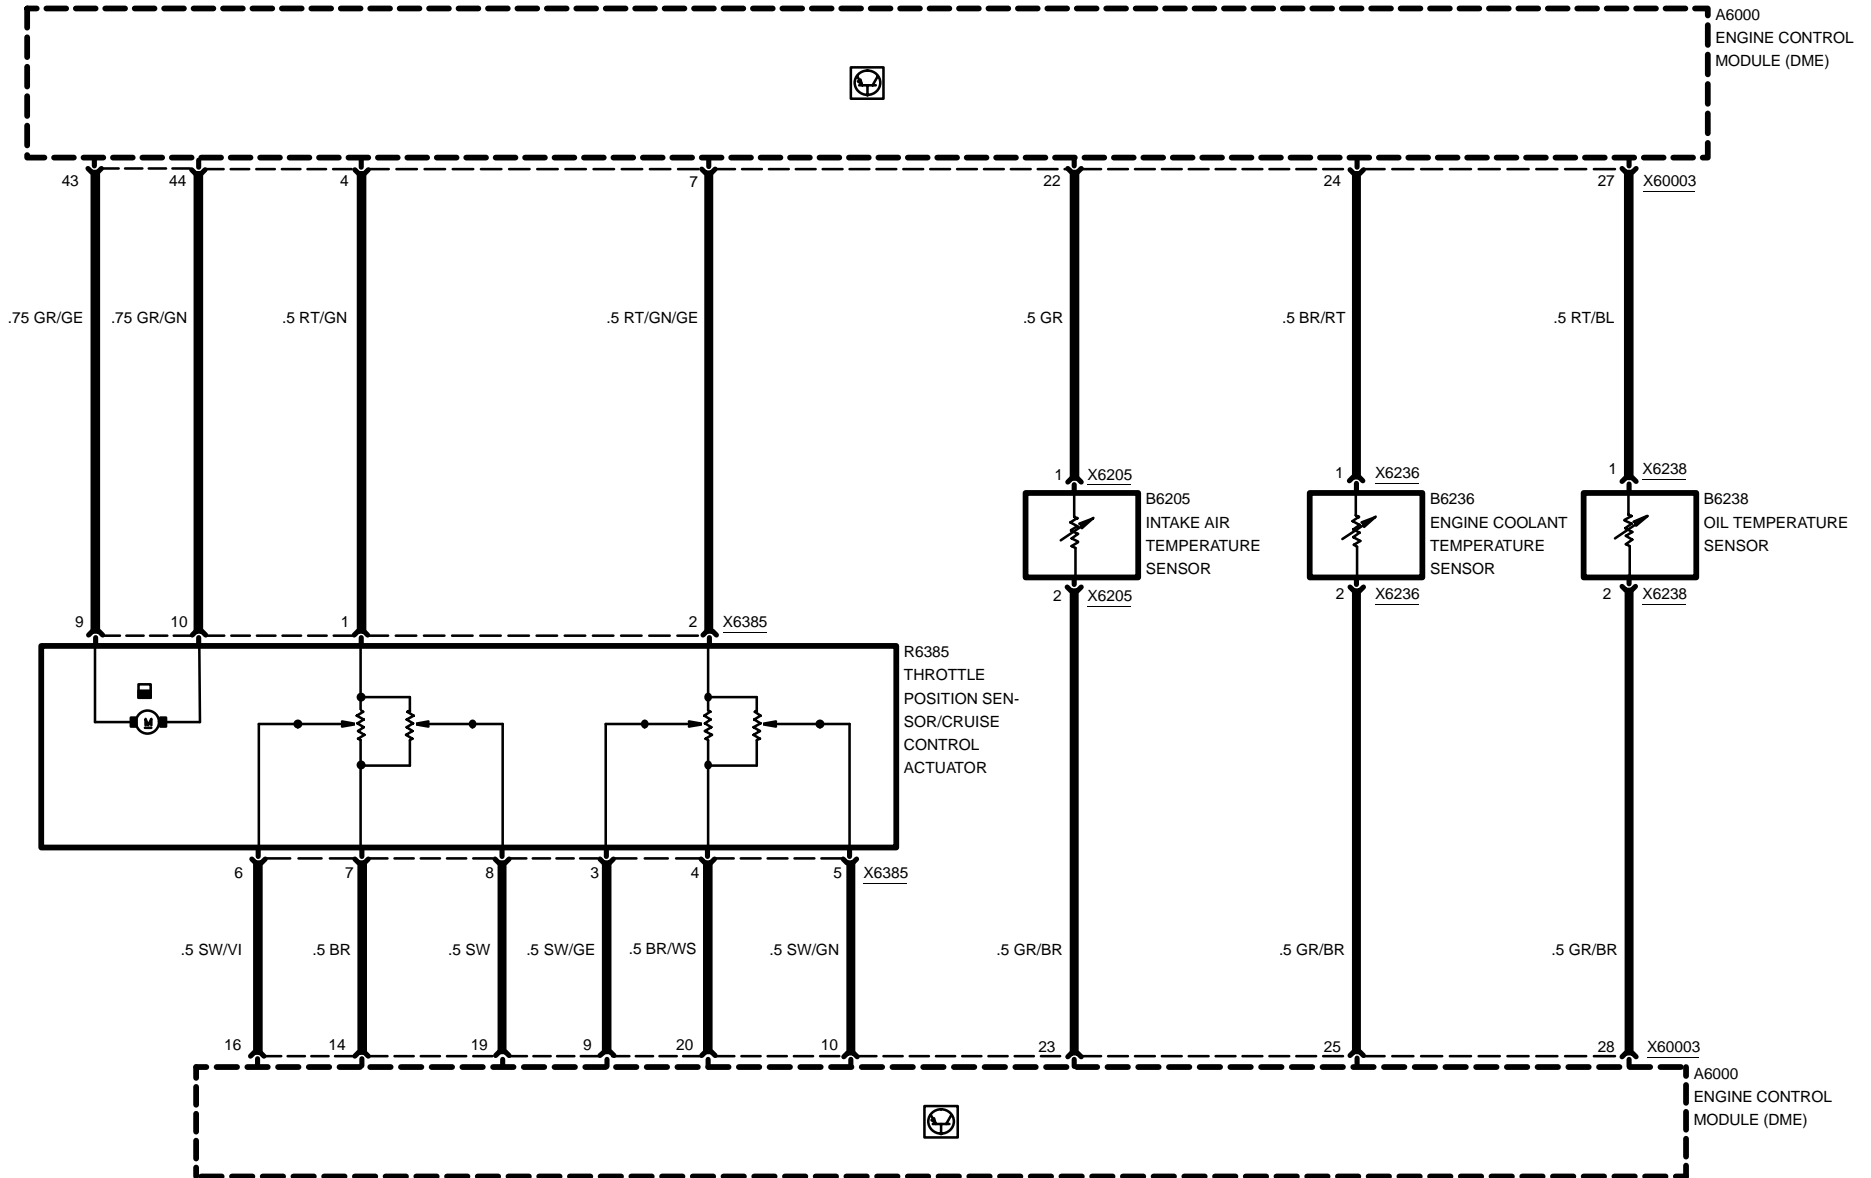 A6000
ENGINE CONTROL
MODULE (DME)
43 44 4 7 22 24 27 X60003
.75 GR/GE .75 GR/GN .5 RT/GN .5 RT/GN/GE .5 GR .5 BR/RT .5 RT/BL
1 X6205 1 X6236 1 X6238
B6205
INTAKE AIR
TEMPERATURE
SENSOR
B6236
ENGINE COOLANT
TEMPERATURE
SENSOR
B6238
OIL TEMPERATURE
SENSOR
2 X6205 2 X6236 2 X6238
9 10 1 2 X6385
R6385
THROTTLE
POSITION SEN-
SOR/CRUISE
CONTROL
ACTUATOR
M
6 7 8 3 4 5 X6385
.5 SW/VI .5 BR .5 SW .5 SW/GE .5 BR/WS .5 SW/GN .5 GR/BR .5 GR/BR .5 GR/BR
16 14 19 9 20 10 23 25 28 X60003
A6000
ENGINE CONTROL
MODULE (DME)